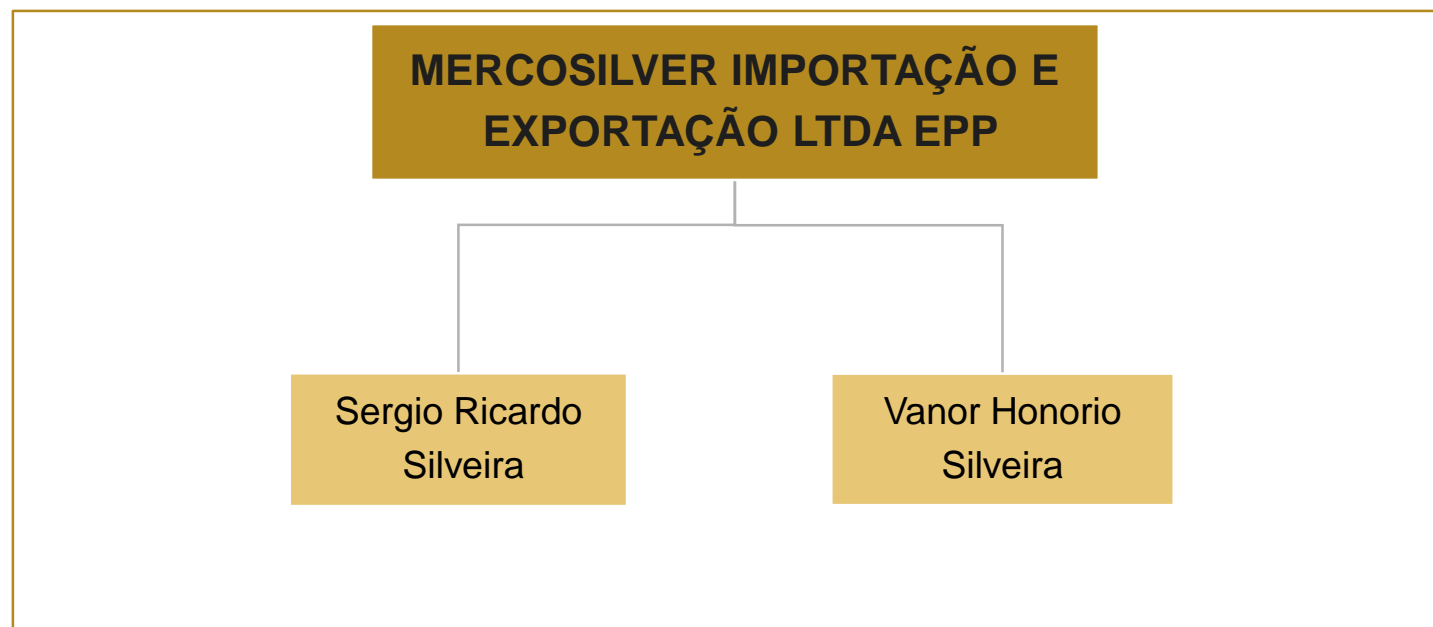 MERCOSILVER IMPORTAÇÃO E
EXPORTAÇÃO LTDA EPP
Sergio Ricardo
Silveira
Vanor Honorio
Silveira